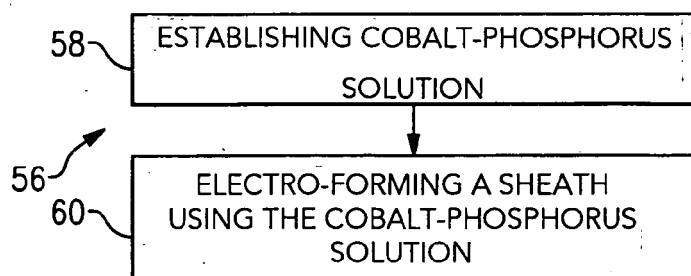 58
ESTABLISHING COBALT-PHOSPHORUS
SOLUTION
56
60
ELECTRO-FORMING A SHEATH
USING THE COBALT-PHOSPHORUS
SOLUTION